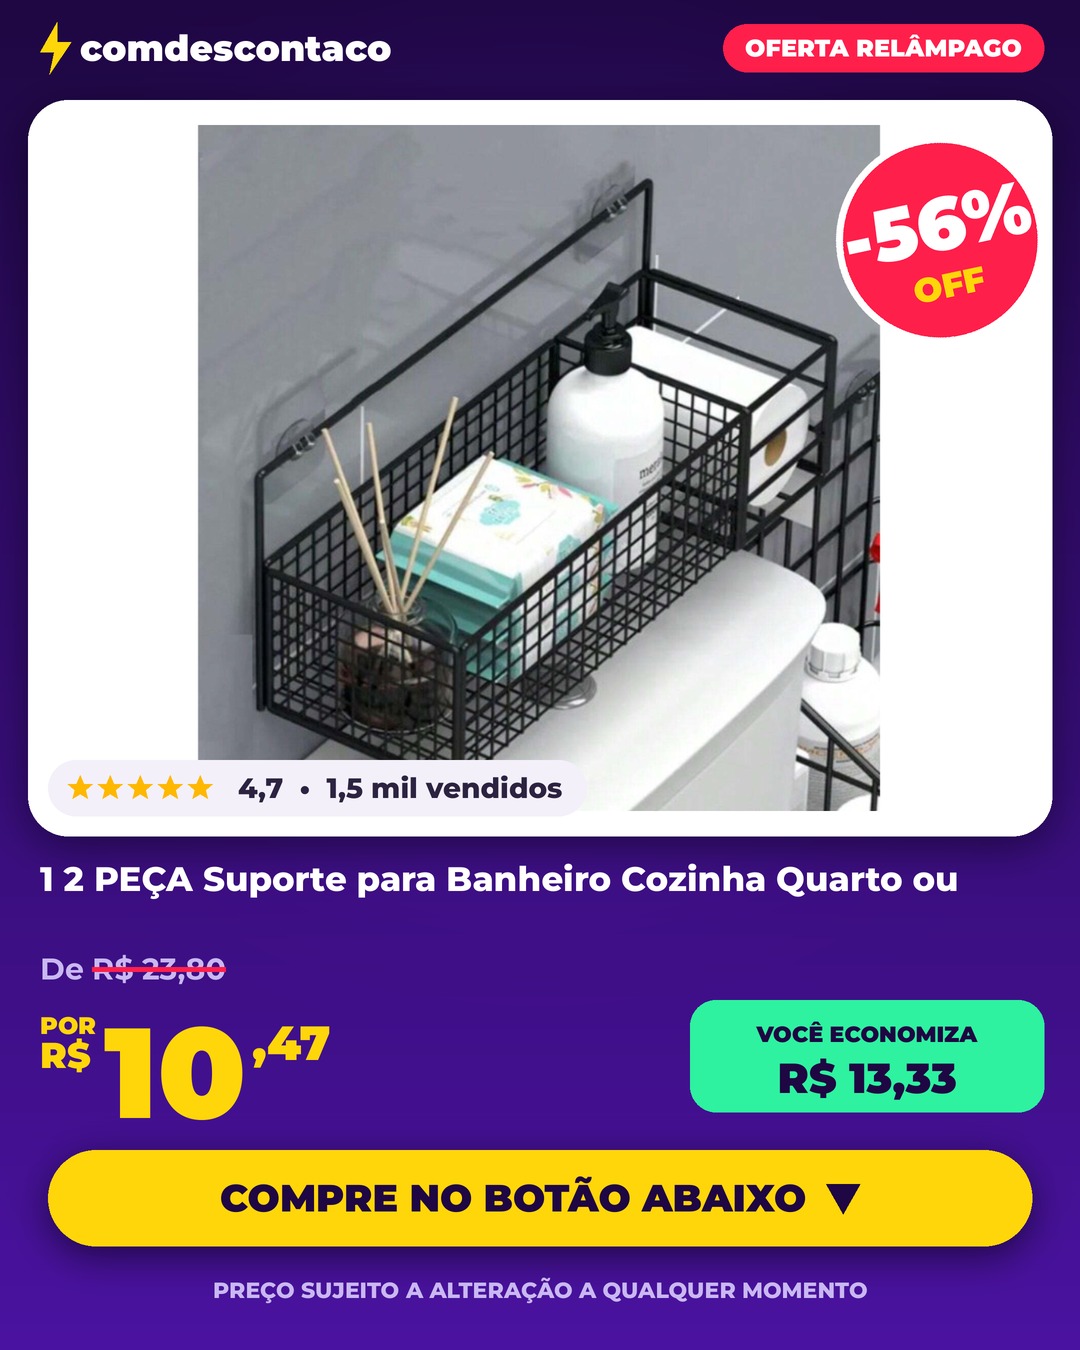 comdescontaco
OFERTA RELÂMPAGO
-56%
OFF
4,7 • 1,5 mil vendidos
1 2 PEÇA Suporte para Banheiro Cozinha Quarto ou
De R$ 23,80
POR
R$ 10,47
VOCÊ ECONOMIZA
R$ 13,33
COMPRE NO BOTÃO ABAIXO ▼
PREÇO SUJEITO A ALTERAÇÃO A QUALQUER MOMENTO